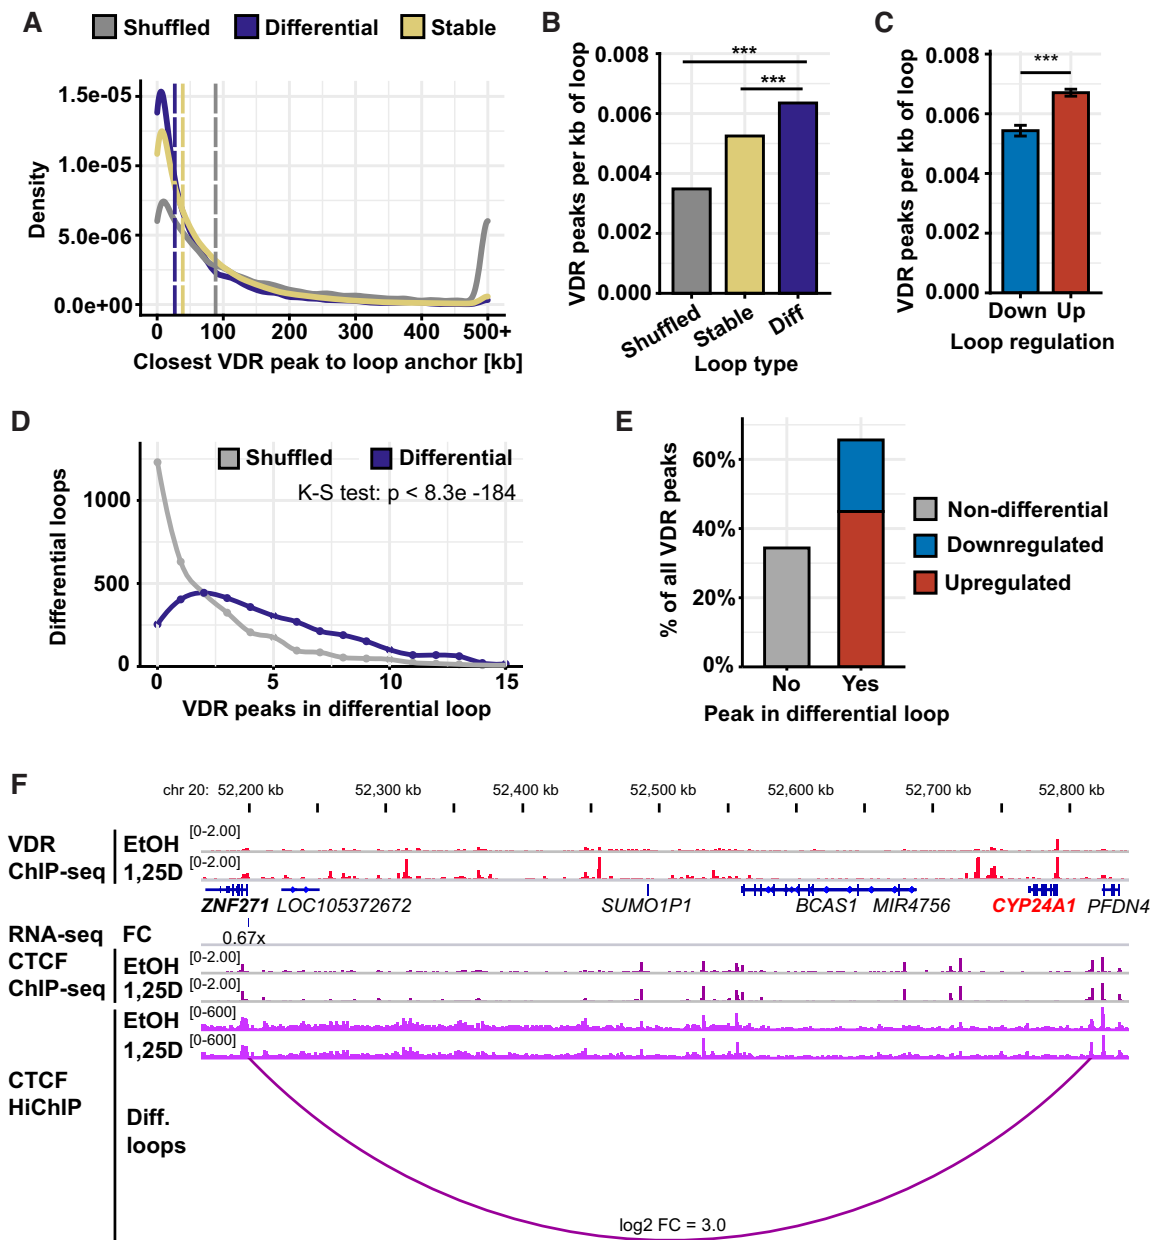 A
Shuffled Differential Stable
Density
1.5e-05
1.0e-05
5.0e-06
0.0e+00
0 100 200 300 400 500+
Closest VDR peak to loop anchor [kb]
B
VDR peaks per kb of loop
0.008
0.006
0.004
0.002
0.000
***
***
Shuffled Stable Diff
Loop type
C
VDR peaks per kb of loop
0.008
0.006
0.004
0.002
0.000
***
Down Up
Loop regulation
D
Differential loops
Shuffled Differential
K-S test: p < 8.3e -184
1000
500
0
0 5 10 15
VDR peaks in differential loop
E
% of all VDR peaks
60%
40%
20%
0%
No Yes
Peak in differential loop
Non-differential
Downregulated
Upregulated
F
chr 20: 52,200 kb 52,300 kb 52,400 kb 52,500 kb 52,600 kb 52,700 kb 52,800 kb
VDR
ChIP-seq
EtOH [0-2.00]
1,25D [0-2.00]
ZNF271 LOC105372672 SUMO1P1 BCAS1 MIR4756 CYP24A1 PFDN4
RNA-seq FC
0.67x
CTCF
ChIP-seq
EtOH [0-2.00]
1,25D [0-2.00]
EtOH [0-600]
1,25D [0-600]
CTCF
HiChIP
Diff.
loops
log2 FC = 3.0